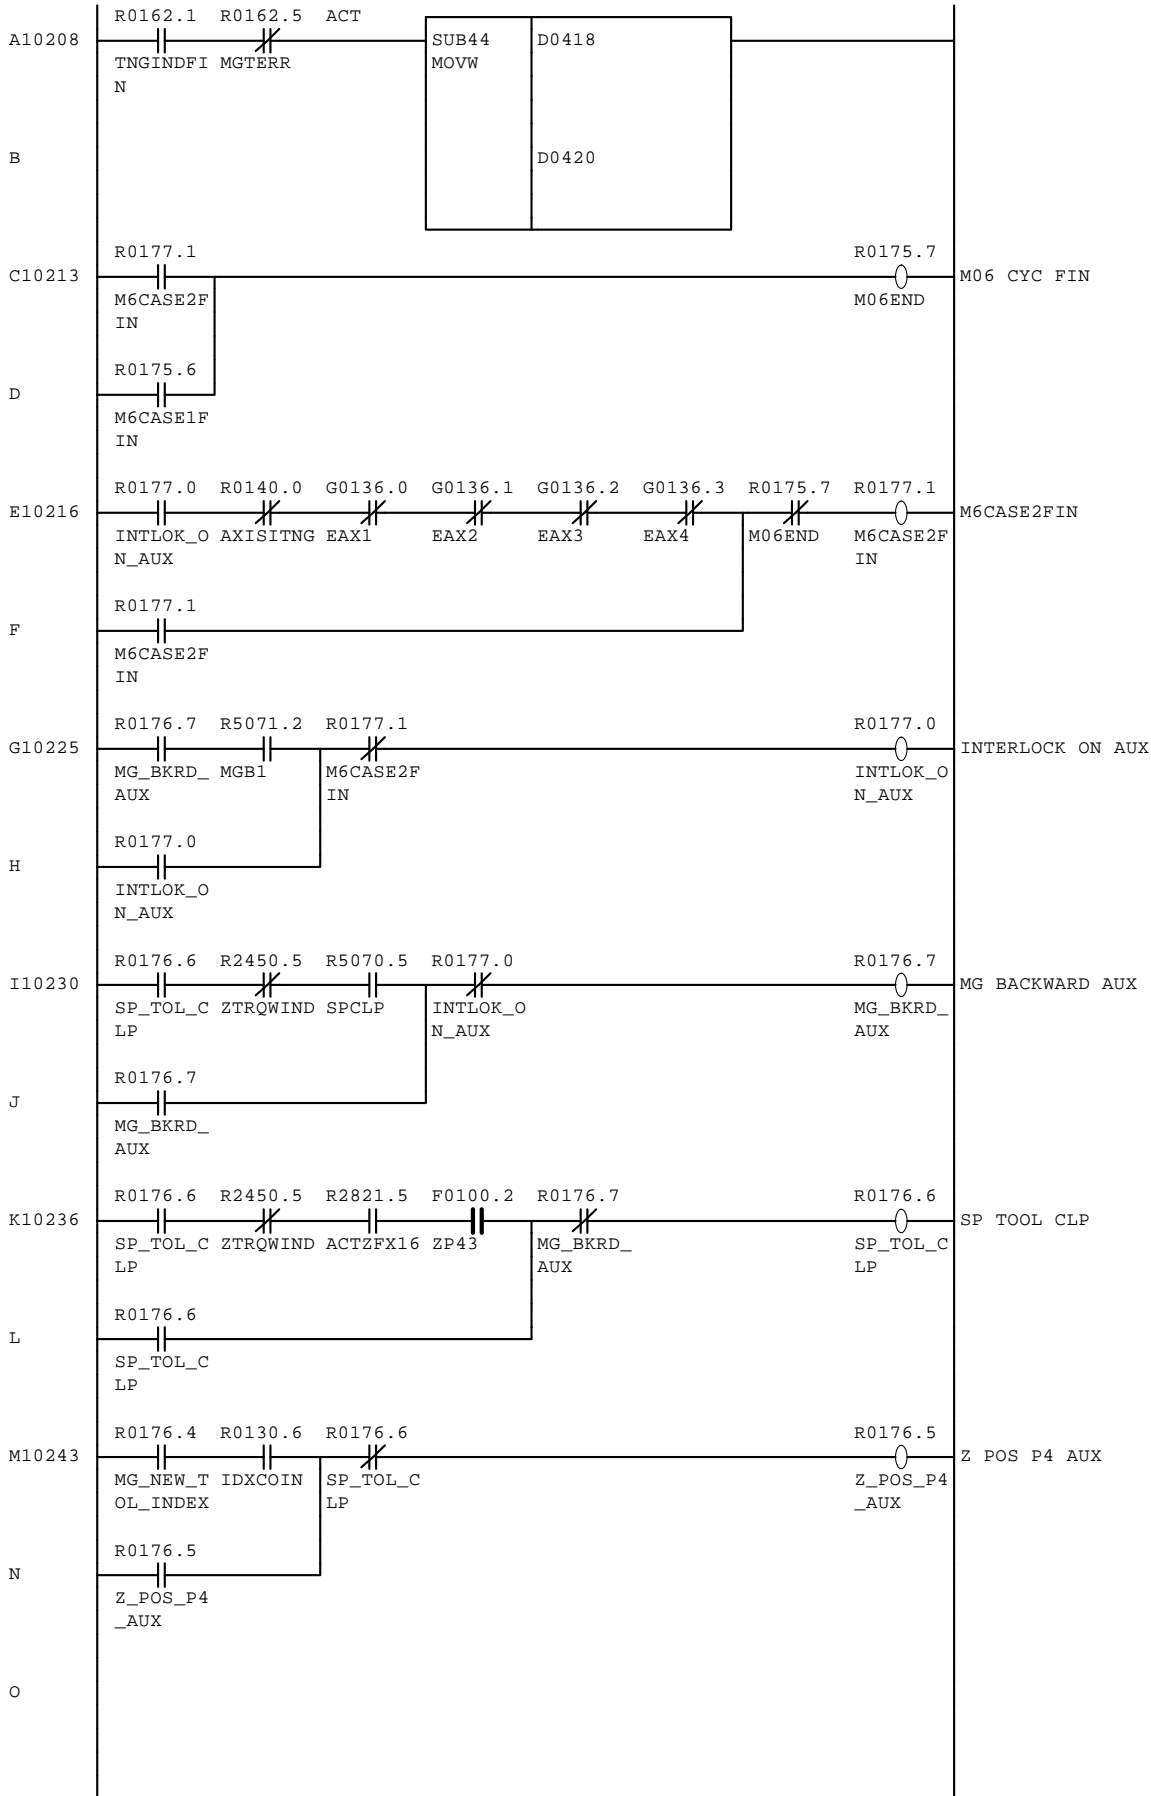 R0162.1 R0162.5 ACT
A10208 SUB44 D0418
TNGINDFI MGTERR MOVW
N
B D0420
R0177.1 R0175.7
C10213 M06 CYC FIN
M6CASE2F M06END
IN
R0175.6
D
M6CASE1F
IN
R0177.0 R0140.0 G0136.0 G0136.1 G0136.2 G0136.3 R0175.7 R0177.1
E10216 M6CASE2FIN
INTLOK_O AXISITNG EAX1 EAX2 EAX3 EAX4 M06END M6CASE2F
N_AUX IN
R0177.1
F
M6CASE2F
IN
R0176.7 R5071.2 R0177.1 R0177.0
G10225 INTERLOCK ON AUX
MG_BKRD_ MGB1 M6CASE2F INTLOK_O
AUX IN N_AUX
R0177.0
H
INTLOK_O
N_AUX
R0176.6 R2450.5 R5070.5 R0177.0 R0176.7
I10230 MG BACKWARD AUX
SP_TOL_C ZTRQWIND SPCLP INTLOK_O MG_BKRD_
LP N_AUX AUX
R0176.7
J
MG_BKRD_
AUX
R0176.6 R2450.5 R2821.5 F0100.2 R0176.7 R0176.6
K10236 SP TOOL CLP
SP_TOL_C ZTRQWIND ACTZFX16 ZP43 MG_BKRD_ SP_TOL_C
LP AUX LP
R0176.6
L
SP_TOL_C
LP
R0176.4 R0130.6 R0176.6 R0176.5
M10243 Z POS P4 AUX
MG_NEW_T IDXCOIN SP_TOL_C Z_POS_P4
OL_INDEX LP _AUX
R0176.5
N
Z_POS_P4
_AUX
O